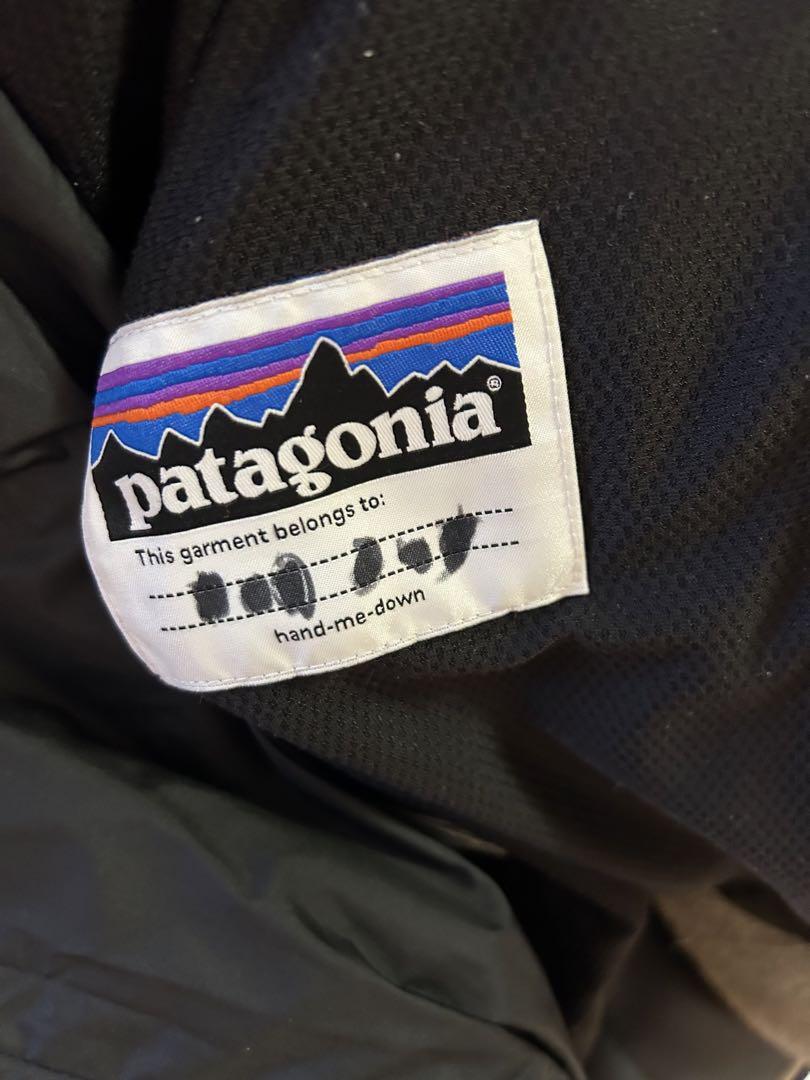 patagonia®
This garment belongs to:
hand-me-down